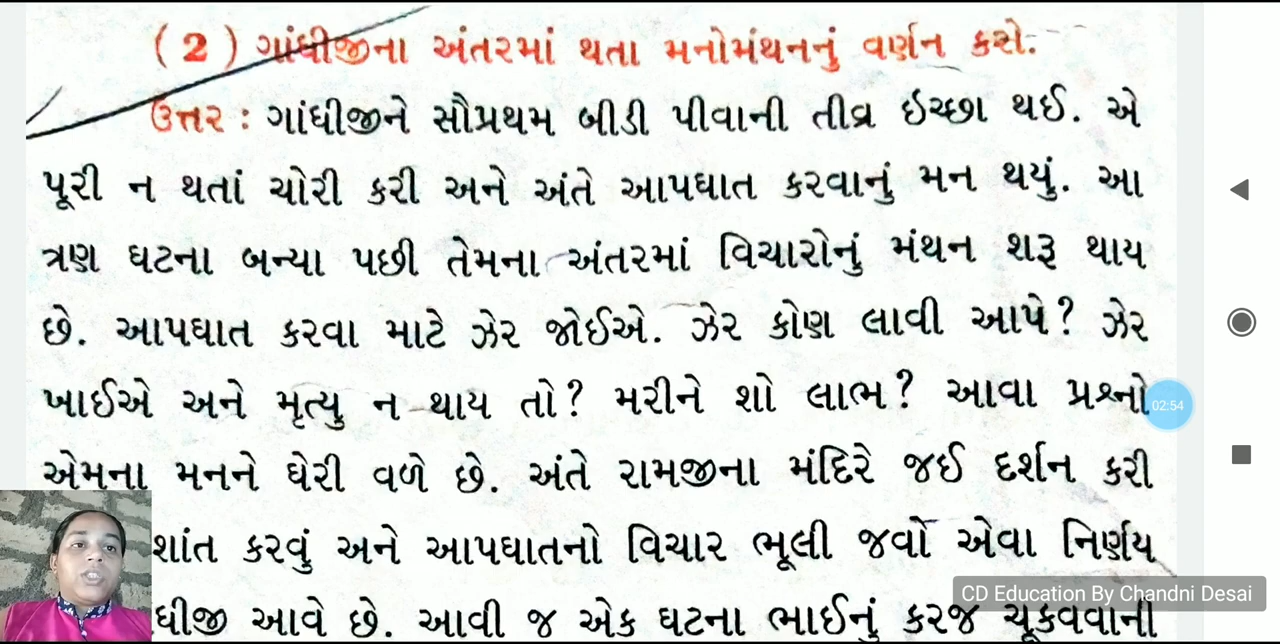 (2) ગાંધીજીના અંતરમાં થતા મનોમંથનનું વર્ણન કરો.
ઉત્તર : ગાંધીજીને સૌપ્રથમ બીડી પીવાની તીવ્ર ઇચ્છા થઈ. એ
પૂરી ન થતાં ચોરી કરી અને અંતે આપઘાત કરવાનું મન થયું. આ
ત્રણ ઘટના બન્યા પછી તેમના અંતરમાં વિચારોનું મંથન શરૂ થાય
છે. આપઘાત કરવા માટે ઝેર જોઈએ. ઝેર કોણ લાવી આપે? ઝેર
ખાઈએ અને મૃત્યુ ન થાય તો? મરીને શો લાભ? આવા પ્રશ્નો
02:54
એમના મનને ઘેરી વળે છે. અંતે રામજીના મંદિરે જઈ દર્શન કરી
શાંત કરવું અને આપઘાતનો વિચાર ભૂલી જવો એવા નિર્ણય
CD Education By Chandni Desai
ધીજી આવે છે. આવી જ એક ઘટના ભાઈનું કરજ ચૂકવવાની